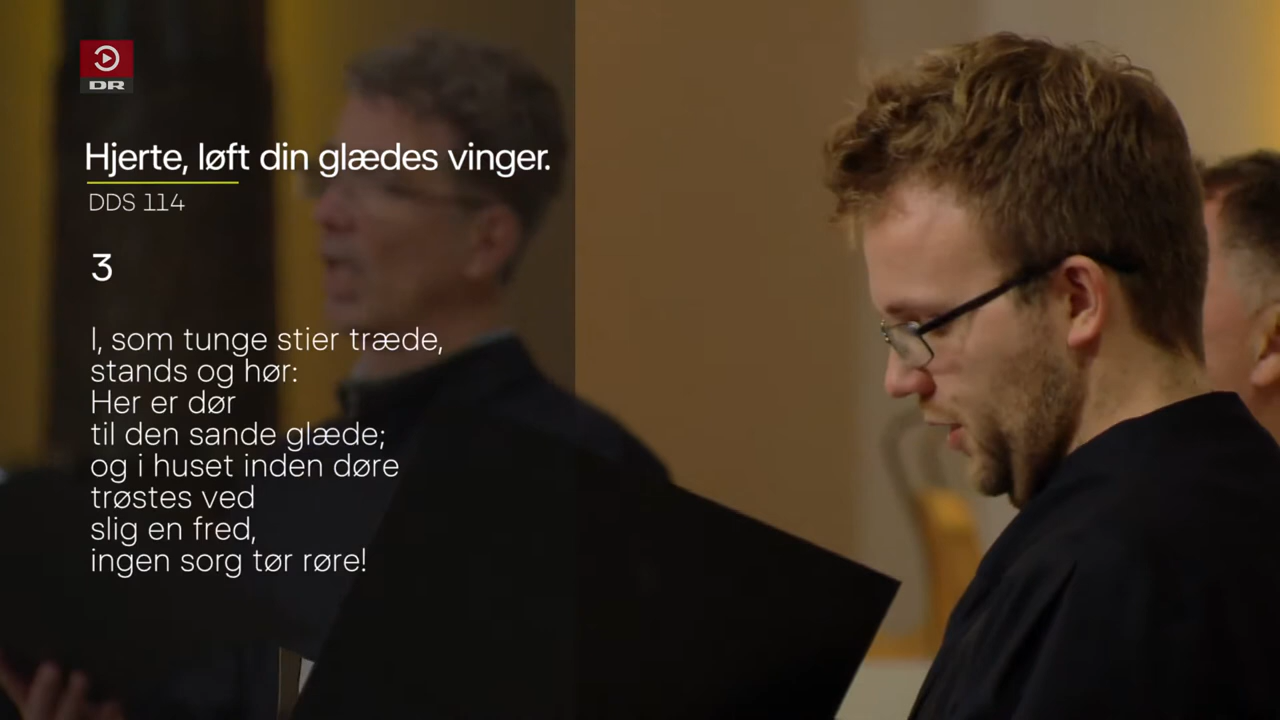 DR
Hjerte, løft din glædes vinger.
DDS 114
3
I, som tunge stier træde,
stands og hør:
Her er dør
til den sande glæde;
og i huset inden døre
trøstes ved
slig en fred,
ingen sorg tør røre!